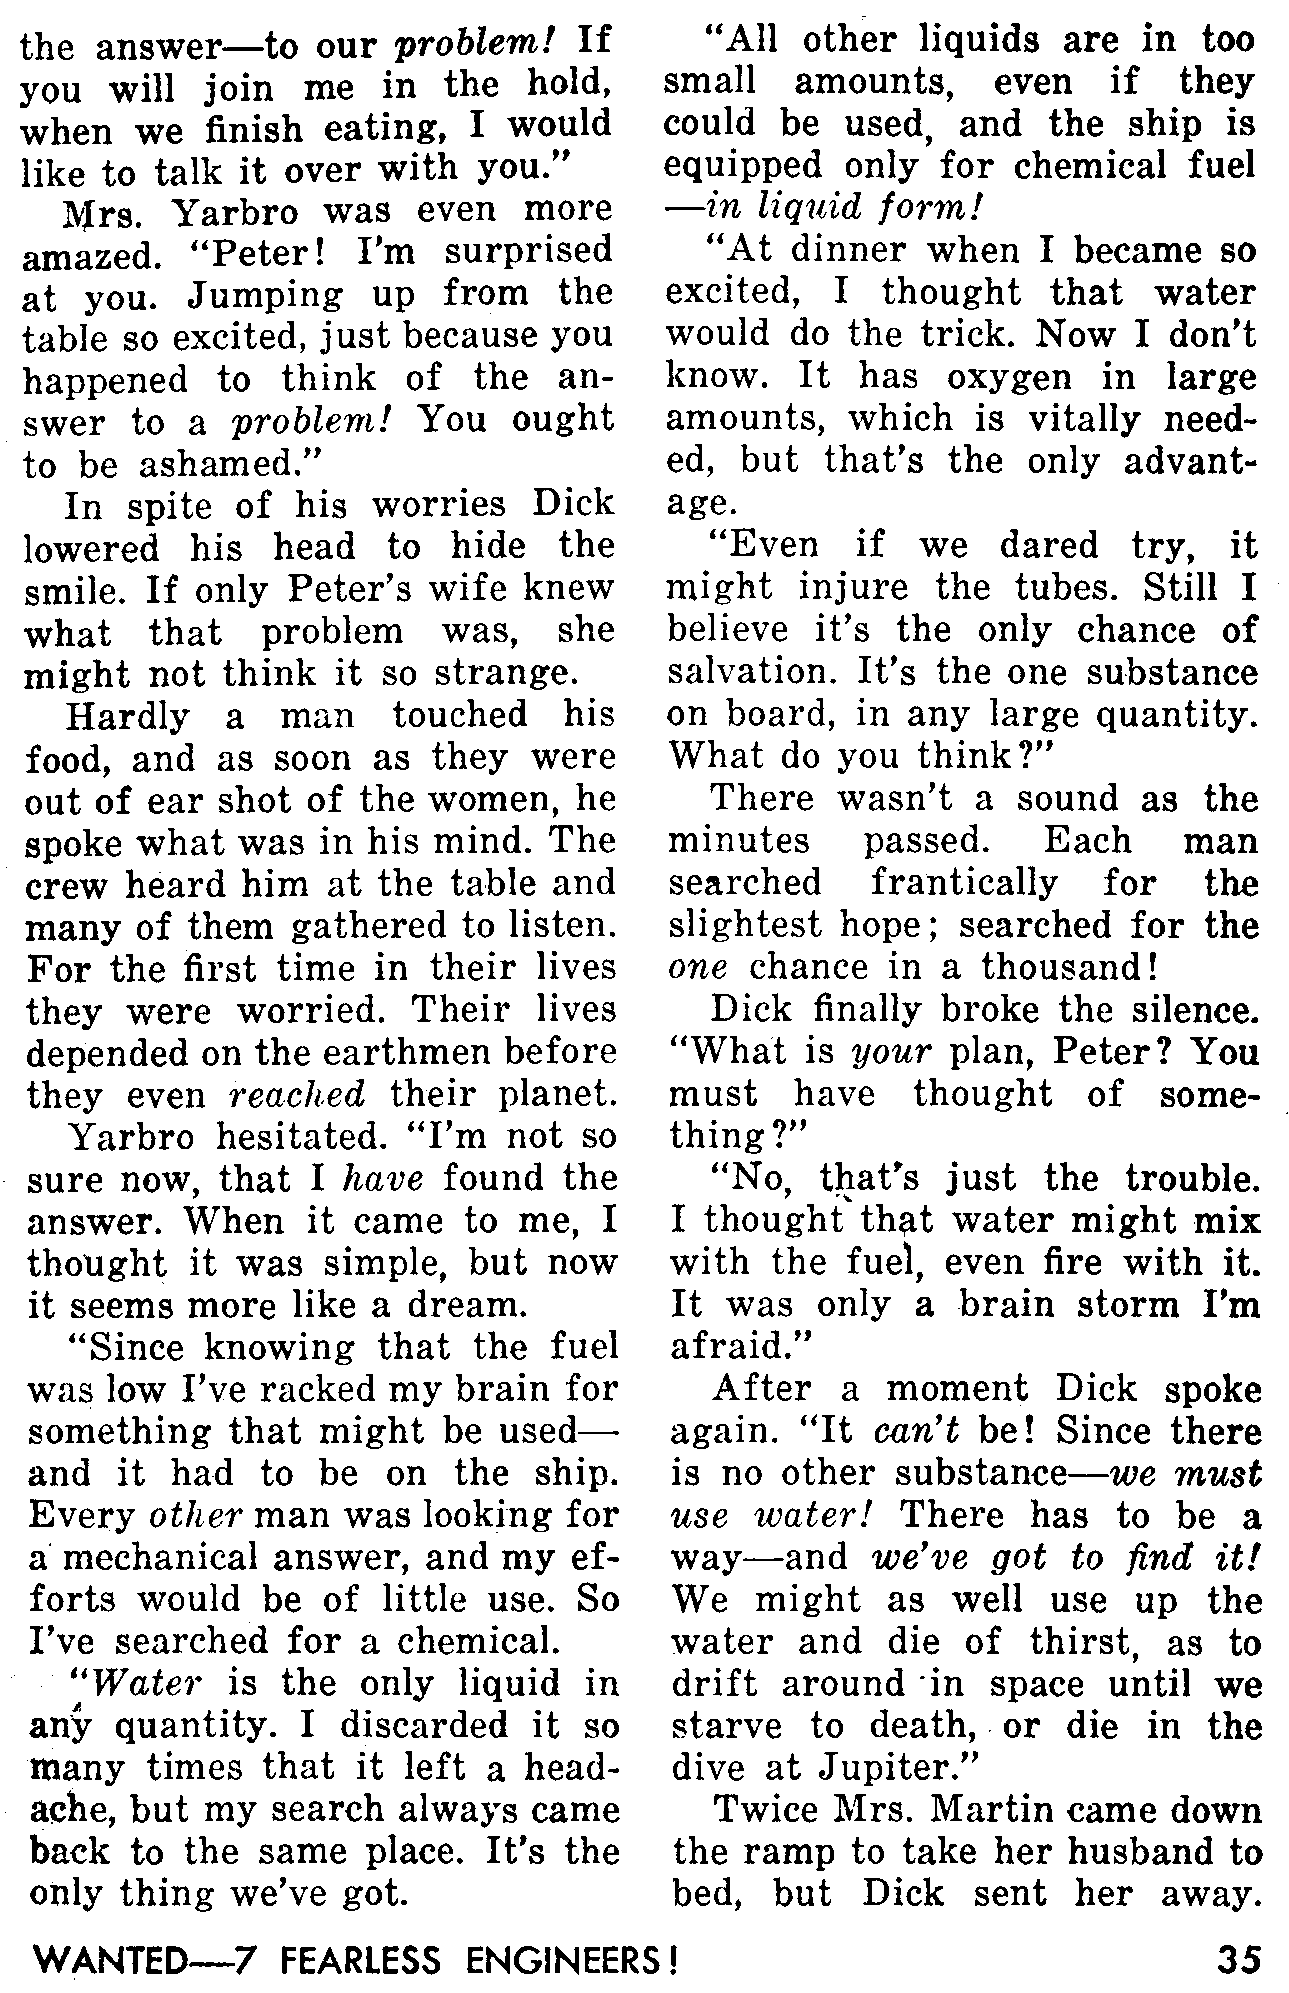 the answer—to our problem! If
you will join me in the hold,
when we finish eating, I would
like to talk it over with you."
Mrs. Yarbro was even more
amazed. "Peter! I'm surprised
at you. Jumping up from the
table so excited, just because you
happened to think of the an-
swer to a problem! You ought
to be ashamed."
In spite of his worries Dick
lowered his head to hide the
smile. If only Peter's wife knew
what that problem was, she
might not think it so strange.
Hardly a man touched his
food, and as soon as they were
out of ear shot of the women, he
spoke what was in his mind. The
crew heard him at the table and
many of them gathered to listen.
For the first time in their lives
they were worried. Their lives
depended on the earthmen before
they even reached their planet.
Yarbro hesitated. "I'm not so
sure now, that I have found the
answer. When it came to me, I
thought it was simple, but now
it seems more like a dream.
"Since knowing that the fuel
was low I've racked my brain for
something that might be used—
and it had to be on the ship.
Every other man was looking for
a mechanical answer, and my ef-
forts would be of little use. So
I've searched for a chemical.
"Water is the only liquid in
any quantity. I discarded it so
many times that it left a head-
ache, but my search always came
back to the same place. It's the
only thing we've got.
"All other liquids are in too
small amounts, even if they
could be used, and the ship is
equipped only for chemical fuel
—in liquid form!
"At dinner when I became so
excited, I thought that water
would do the trick. Now I don't
know. It has oxygen in large
amounts, which is vitally need-
ed, but that's the only advant-
age.
"Even if we dared try, it
might injure the tubes. Still I
believe it's the only chance of
salvation. It's the one substance
on board, in any large quantity.
What do you think?"
There wasn't a sound as the
minutes passed. Each man
searched frantically for the
slightest hope; searched for the
one chance in a thousand!
Dick finally broke the silence.
"What is your plan, Peter? You
must have thought of some-
thing?"
"No, that's just the trouble.
I thought that water might mix
with the fuel, even fire with it.
It was only a brain storm I'm
afraid."
After a moment Dick spoke
again. "It can't be! Since there
is no other substance—we must
use water! There has to be a
way—and we've got to find it!
We might as well use up the
water and die of thirst, as to
drift around in space until we
starve to death, or die in the
dive at Jupiter."
Twice Mrs. Martin came down
the ramp to take her husband to
bed, but Dick sent her away.
WANTED—7 FEARLESS ENGINEERS! 35